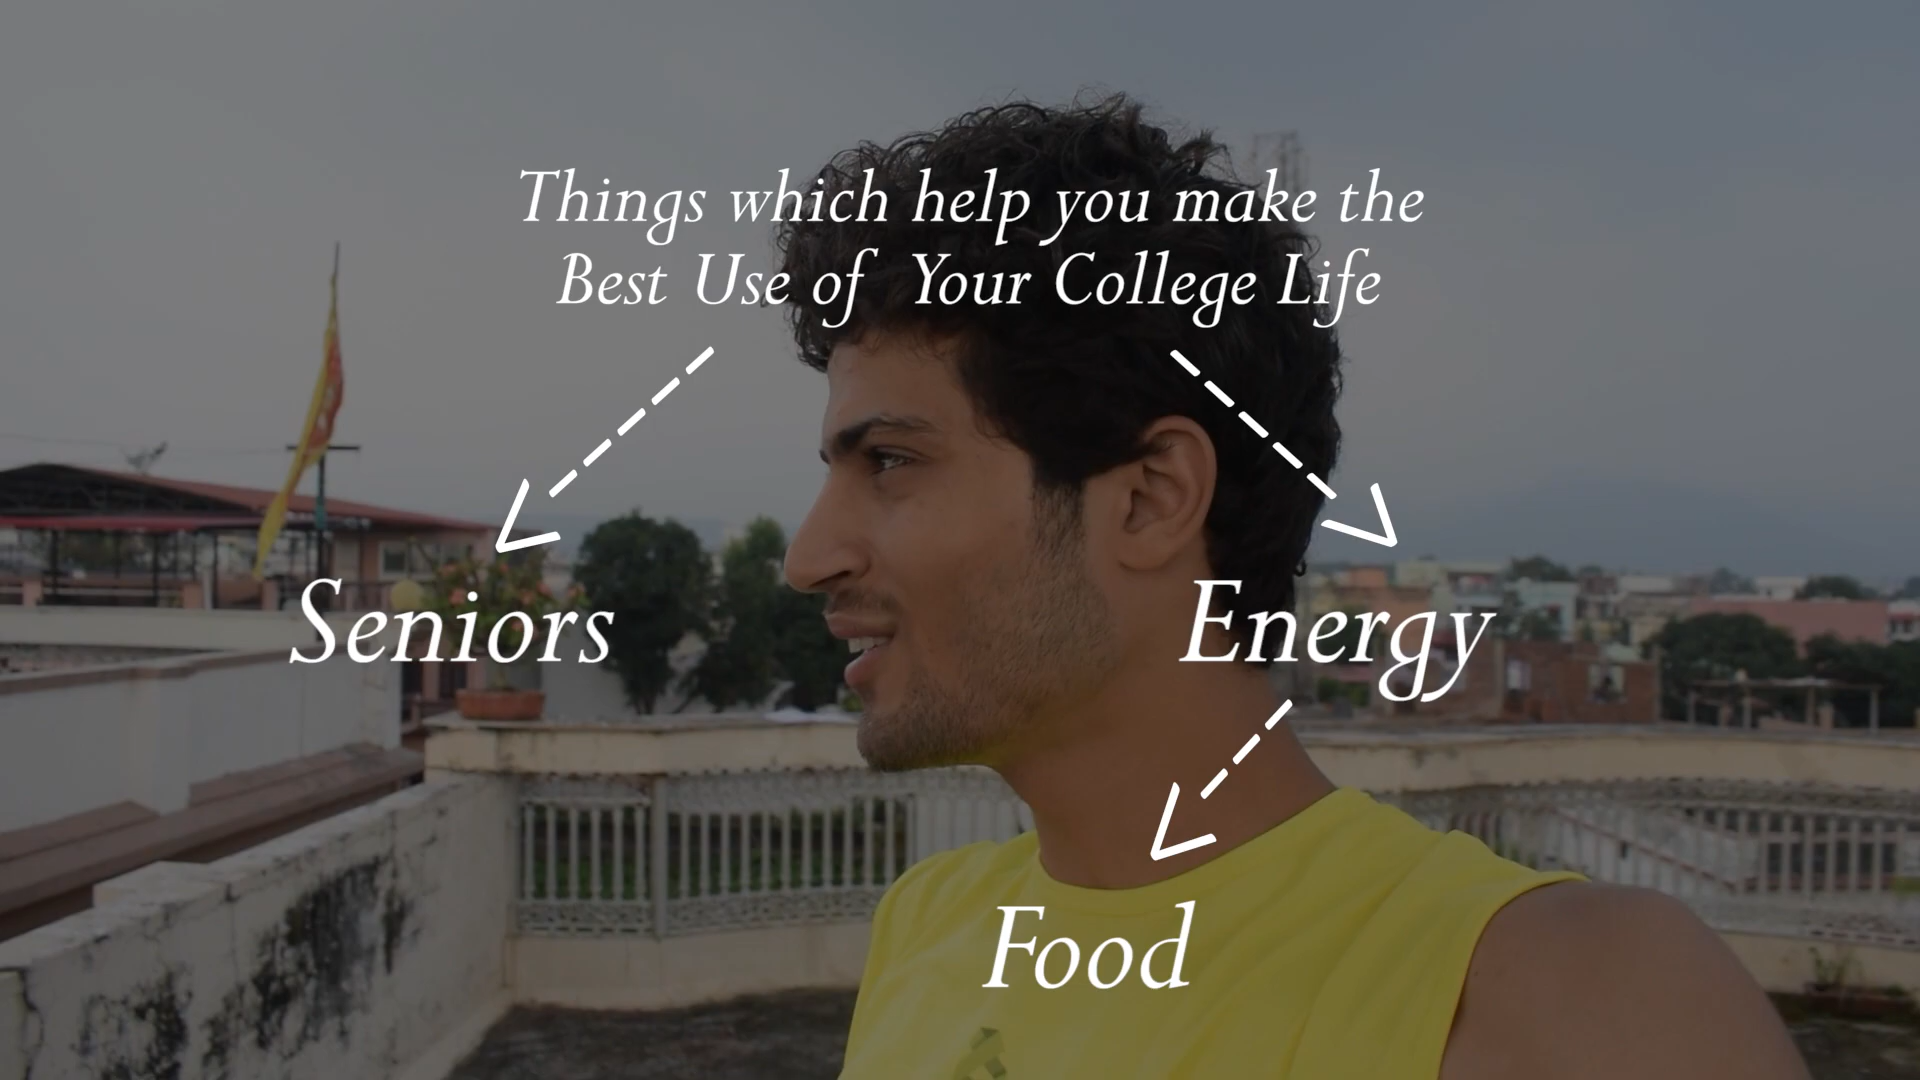 Things which help you make the
Best Use of Your College Life
Seniors
Energy
Food